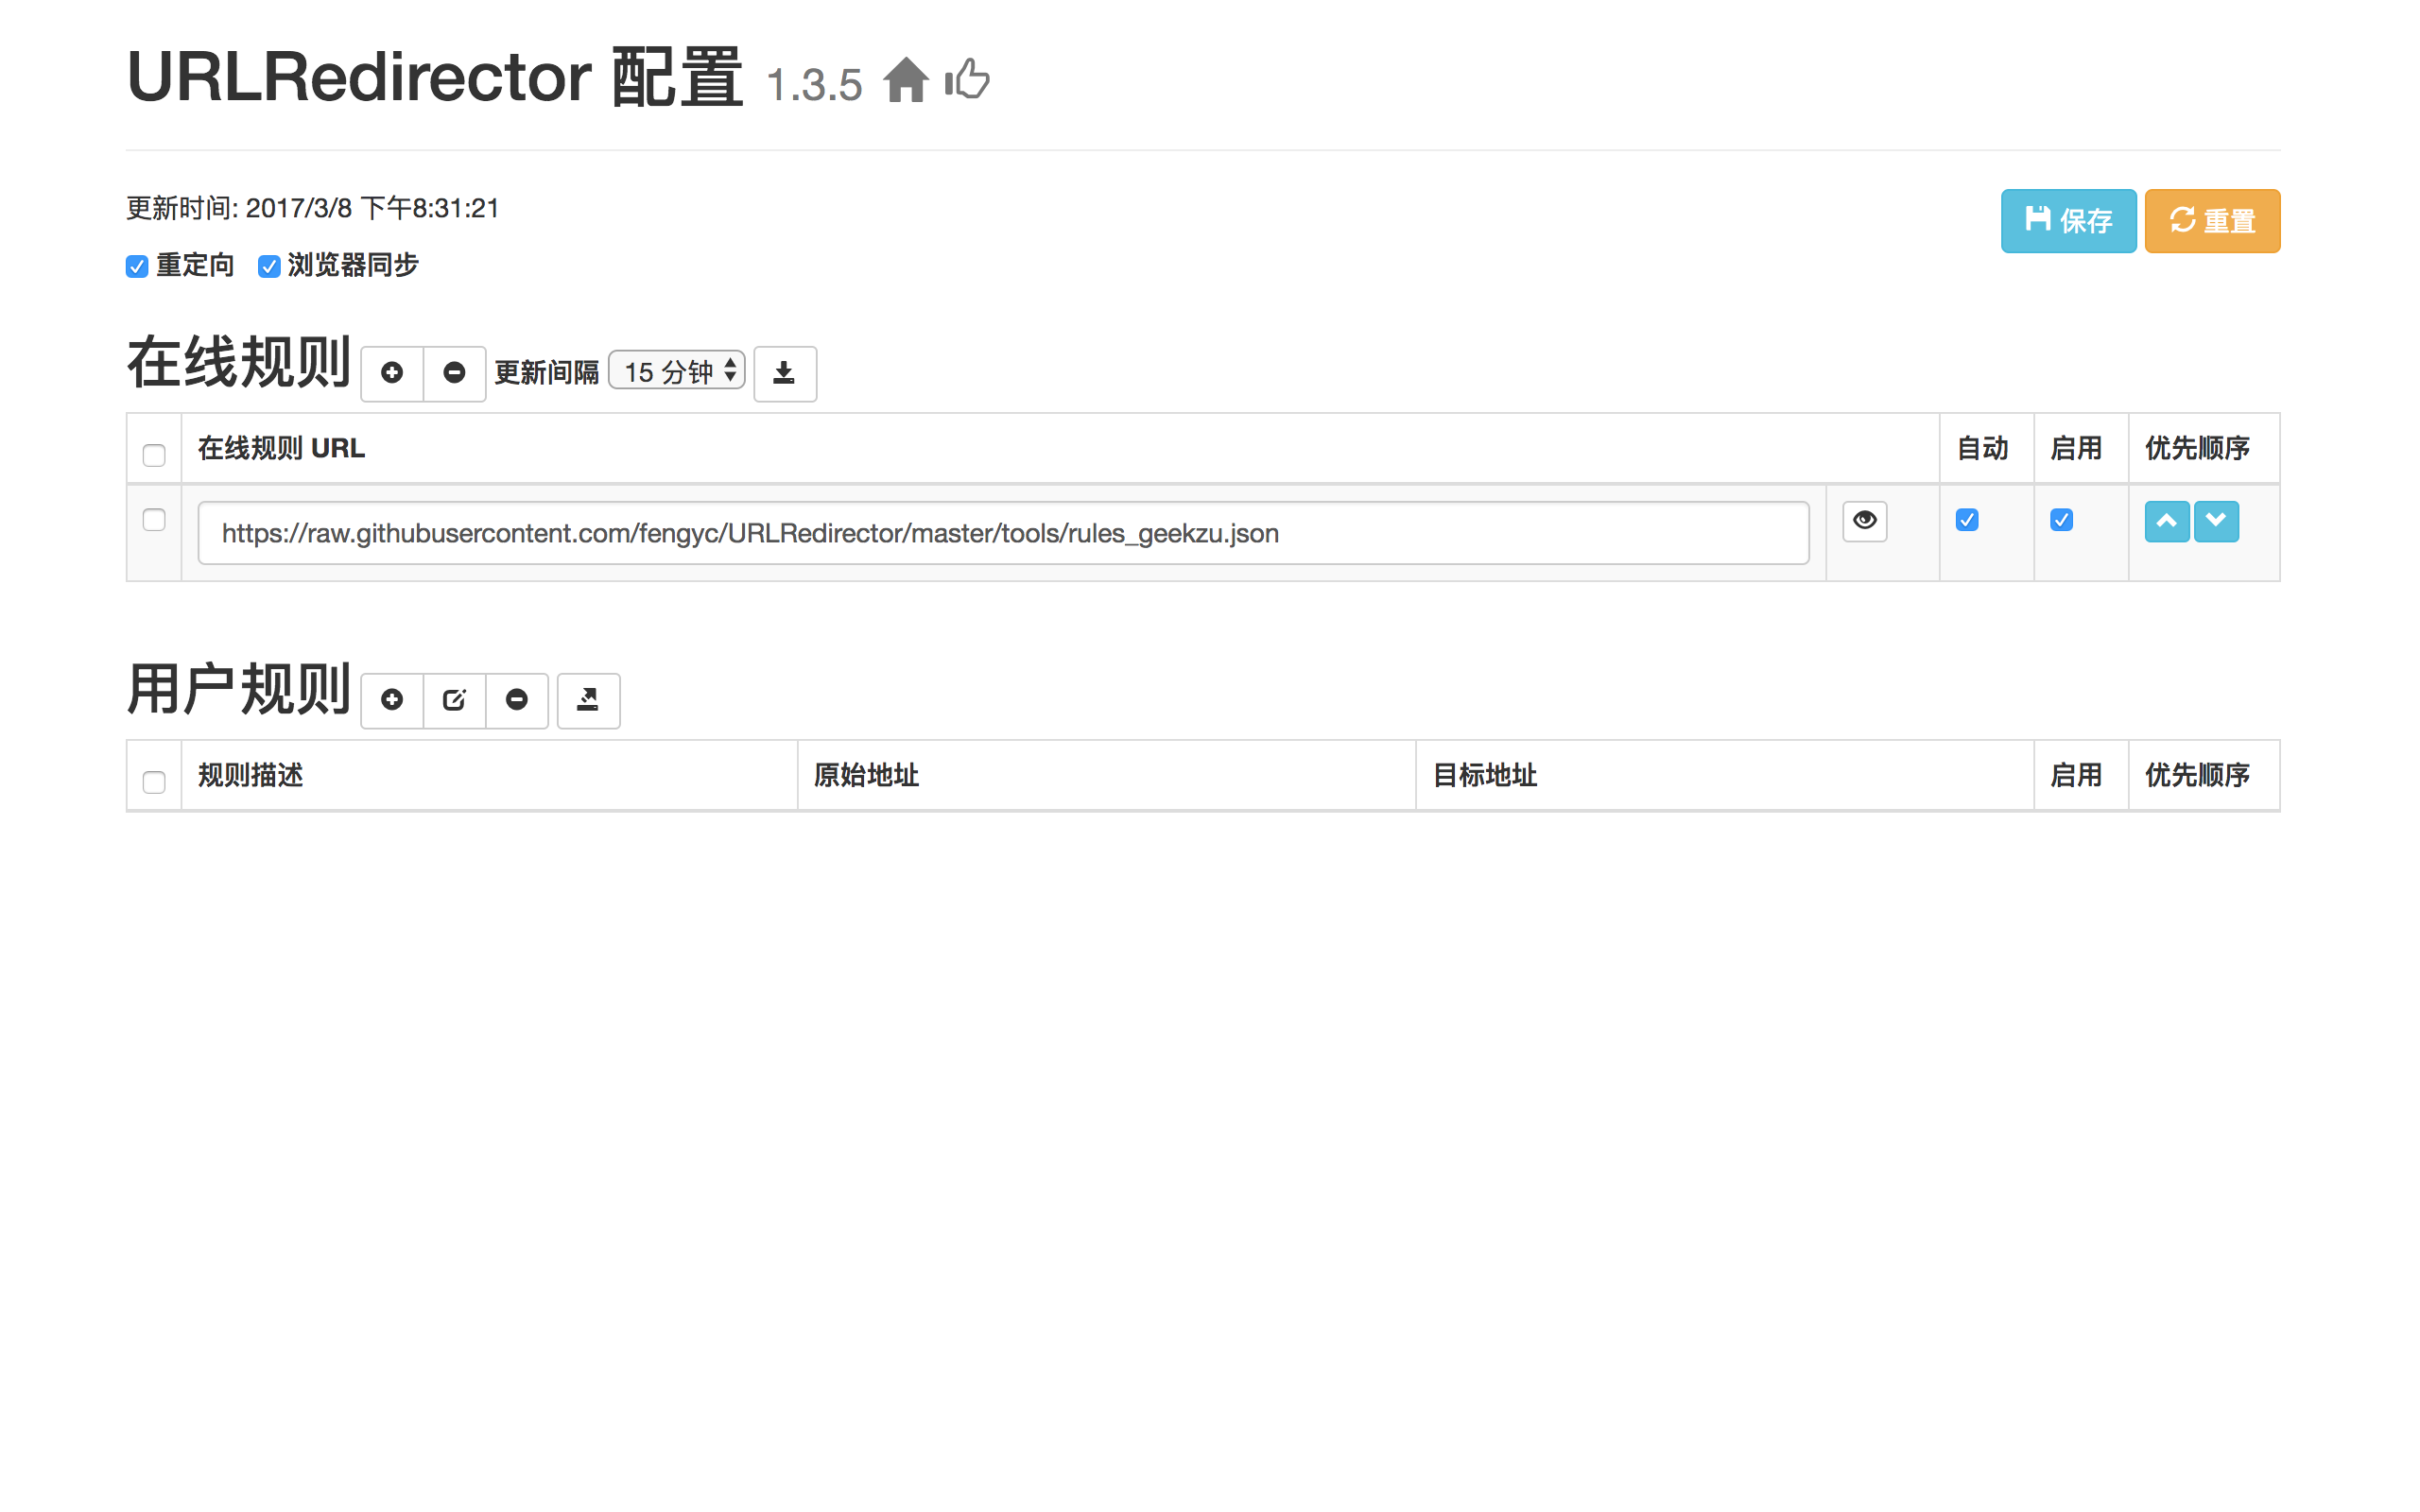 URLRedirector 配置 1.3.5
更新时间: 2017/3/8 下午8:31:21
保存 重置
重定向 浏览器同步
在线规则 更新间隔 15 分钟
在线规则 URL 自动 启用 优先顺序
https://raw.githubusercontent.com/fengyc/URLRedirector/master/tools/rules_geekzu.json
用户规则
规则描述 原始地址 目标地址 启用 优先顺序